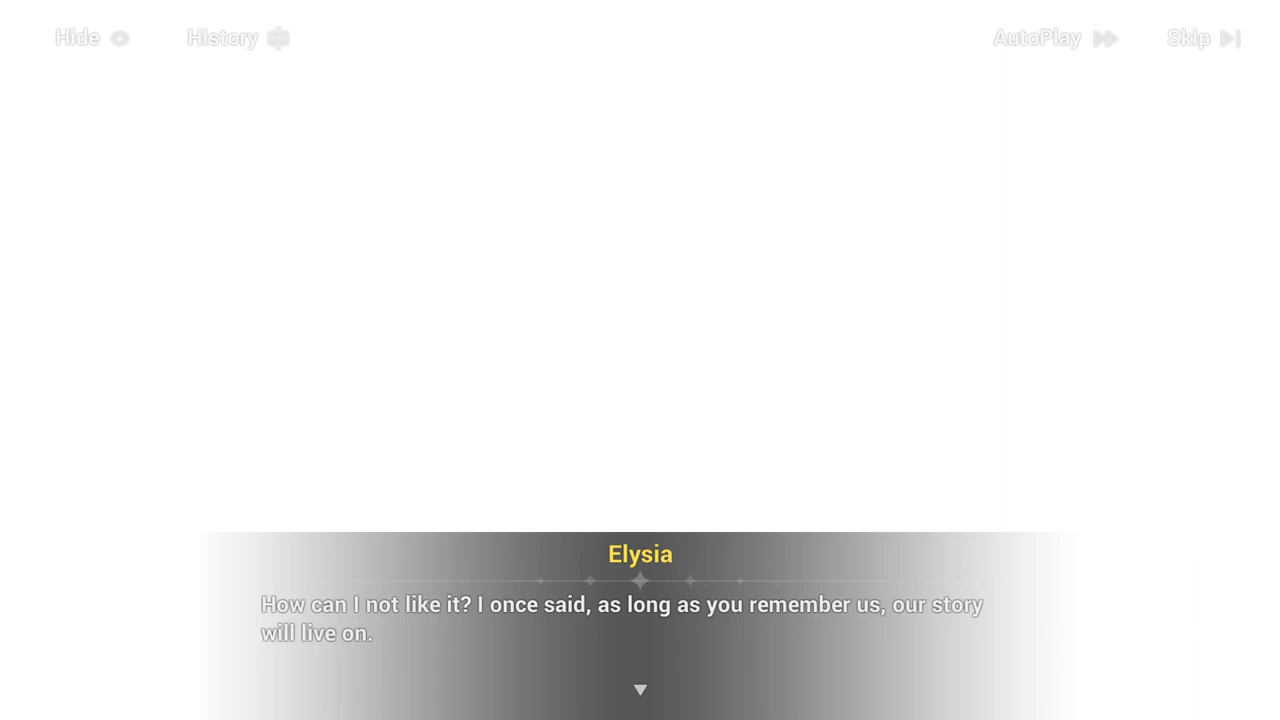 Hide
History
AutoPlay
Skip
Elysia
How can I not like it? I once said, as long as you remember us, our story
will live on.